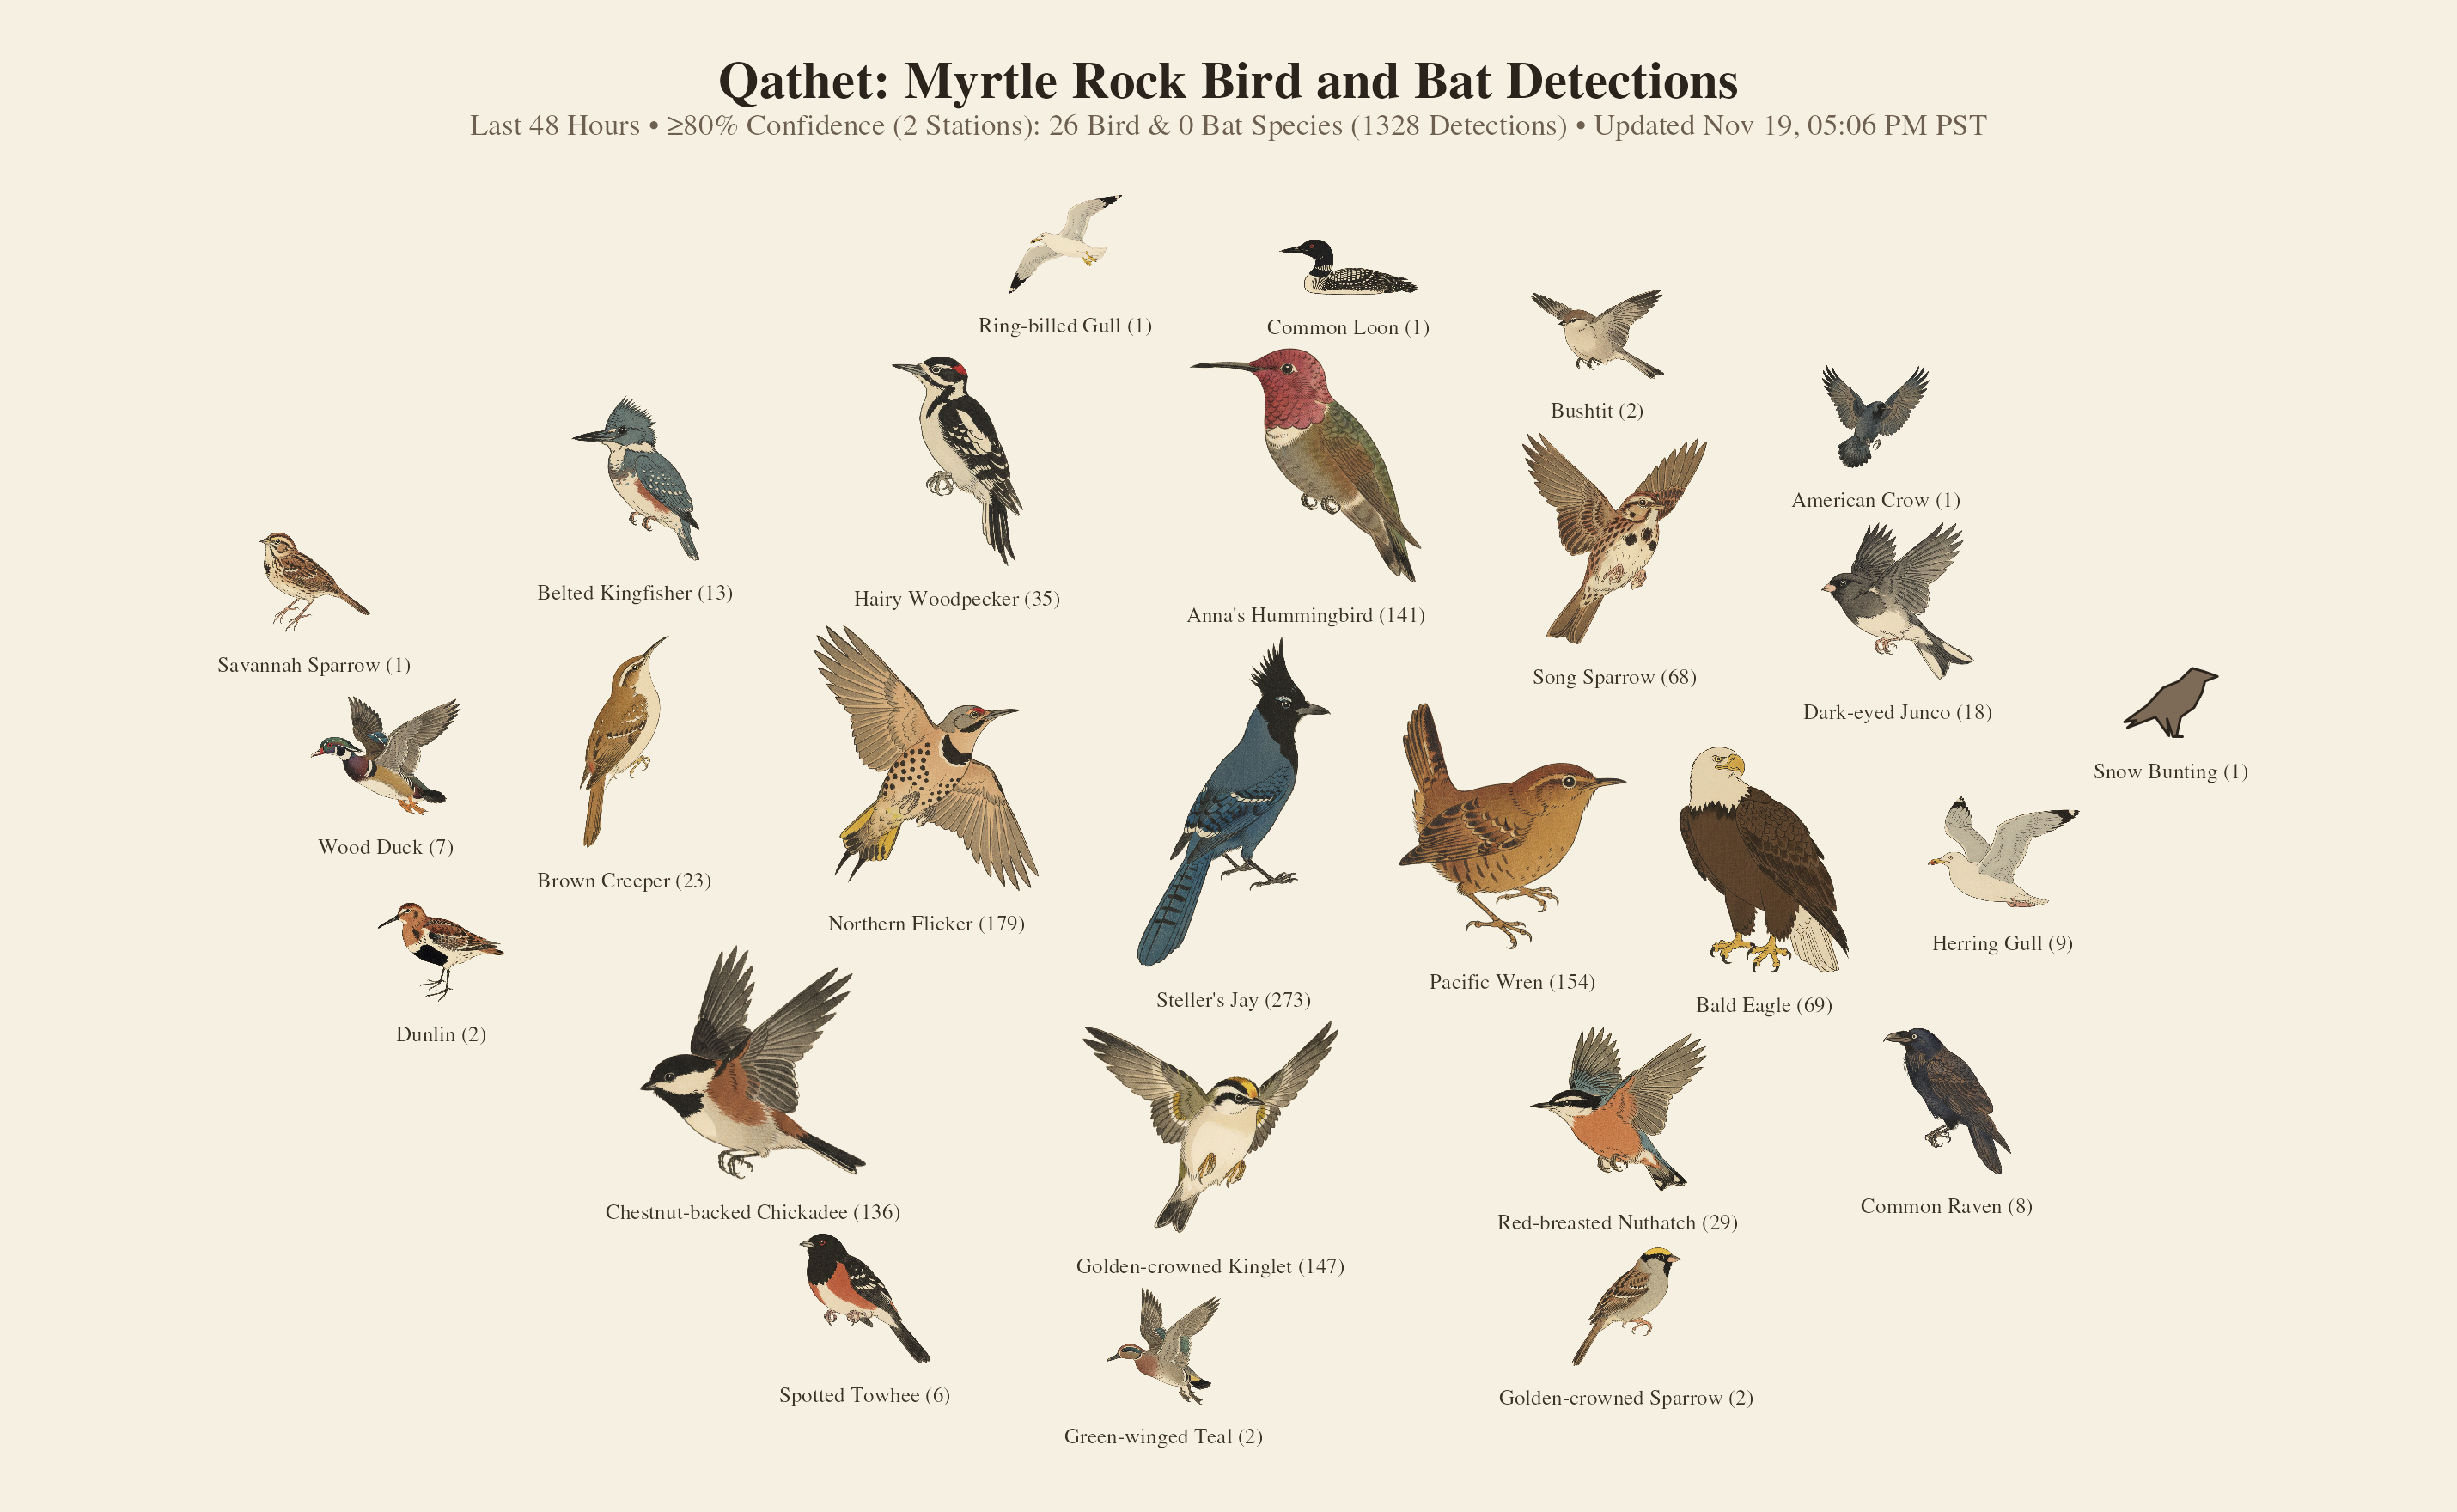 Qathet: Myrtle Rock Bird and Bat Detections
Last 48 Hours • ≥80% Confidence (2 Stations): 26 Bird & 0 Bat Species (1328 Detections) • Updated Nov 19, 05:06 PM PST
Ring-billed Gull (1)
Common Loon (1)
Bushtit (2)
American Crow (1)
Belted Kingfisher (13)
Hairy Woodpecker (35)
Anna's Hummingbird (141)
Savannah Sparrow (1)
Song Sparrow (68)
Dark-eyed Junco (18)
Snow Bunting (1)
Wood Duck (7)
Brown Creeper (23)
Northern Flicker (179)
Steller's Jay (273)
Pacific Wren (154)
Bald Eagle (69)
Herring Gull (9)
Dunlin (2)
Chestnut-backed Chickadee (136)
Golden-crowned Kinglet (147)
Red-breasted Nuthatch (29)
Common Raven (8)
Spotted Towhee (6)
Green-winged Teal (2)
Golden-crowned Sparrow (2)